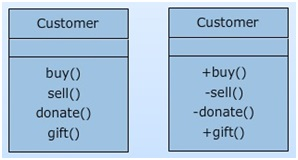 Customer
buy()
sell()
donate()
gift()
Customer
+buy()
-sell()
-donate()
+gift()